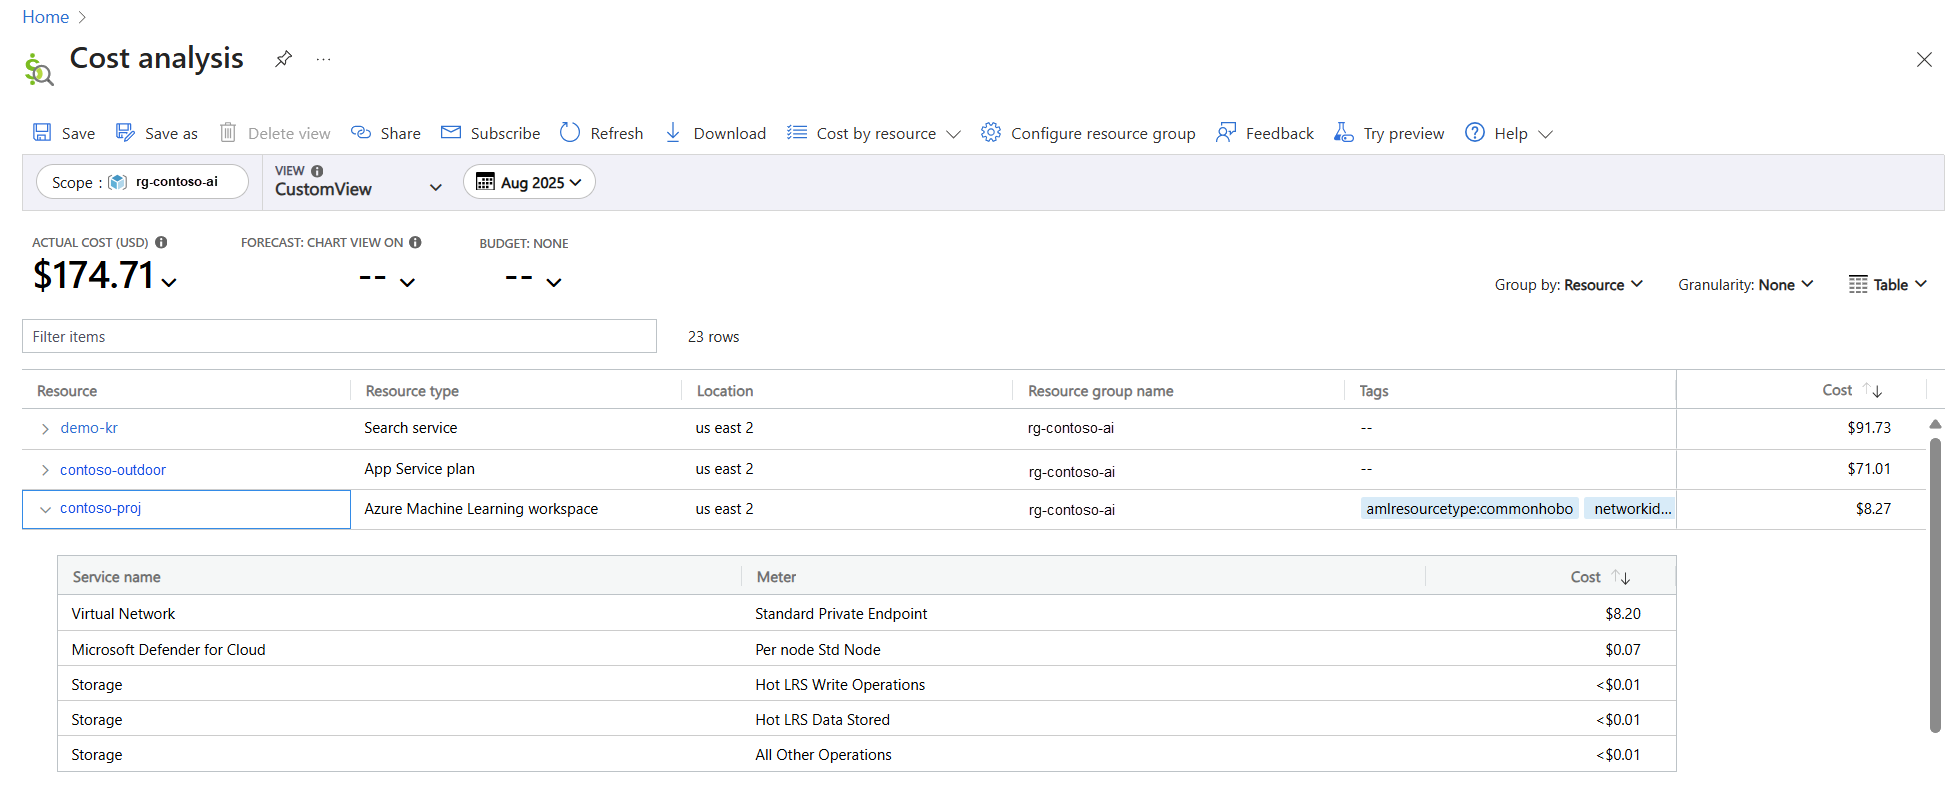 Home
Cost analysis
Save Save as Delete view Share Subscribe Refresh Download Cost by resource Configure resource group Feedback Try preview Help
Scope : rg-contoso-ai
VIEW
CustomView
Aug 2025
ACTUAL COST (USD) FORECAST: CHART VIEW ON BUDGET: NONE
$174.71 -- --
Group by: Resource Granularity: None Table
Filter items 23 rows
Resource Resource type Location Resource group name Tags Cost
demo-kr Search service us east 2 rg-contoso-ai -- $91.73
contoso-outdoor App Service plan us east 2 rg-contoso-ai -- $71.01
contoso-proj Azure Machine Learning workspace us east 2 rg-contoso-ai amlresourcetype:commonhobo networkid... $8.27
Service name Meter Cost
Virtual Network Standard Private Endpoint $8.20
Microsoft Defender for Cloud Per node Std Node $0.07
Storage Hot LRS Write Operations <$0.01
Storage Hot LRS Data Stored <$0.01
Storage All Other Operations <$0.01